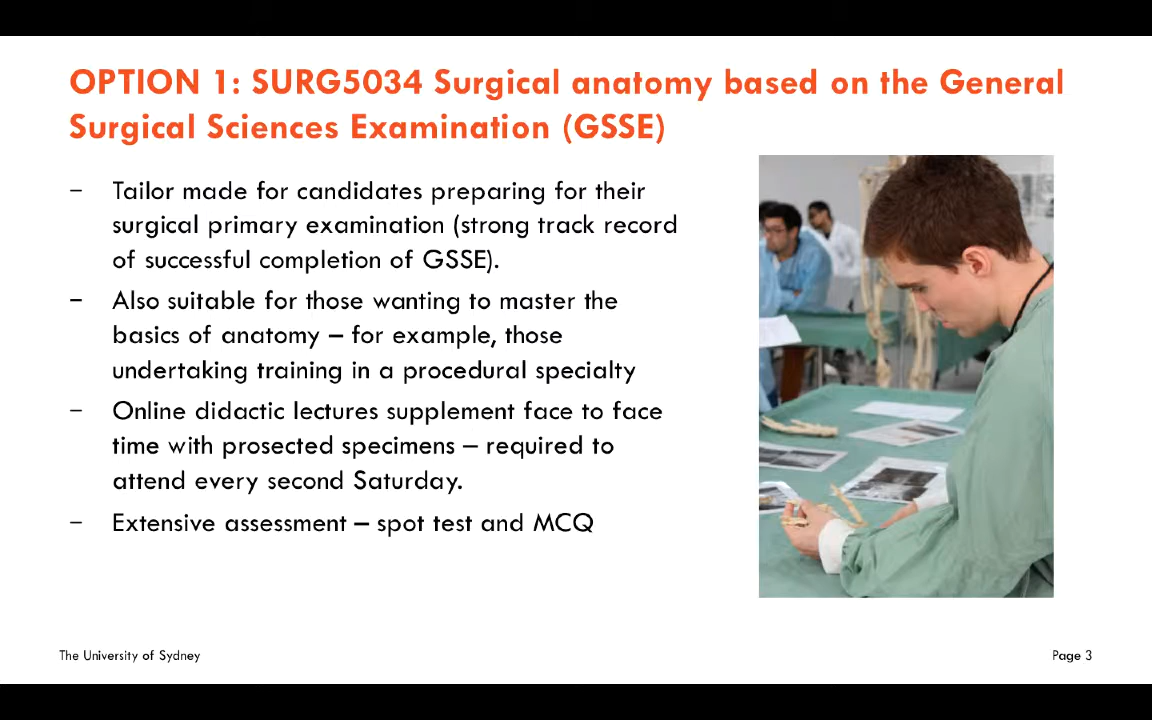 OPTION 1: SURG5034 Surgical anatomy based on the General
Surgical Sciences Examination (GSSE)
– Tailor made for candidates preparing for their
surgical primary examination (strong track record
of successful completion of GSSE).
– Also suitable for those wanting to master the
basics of anatomy – for example, those
undertaking training in a procedural specialty
– Online didactic lectures supplement face to face
time with prosected specimens – required to
attend every second Saturday.
– Extensive assessment – spot test and MCQ
The University of Sydney
Page 3